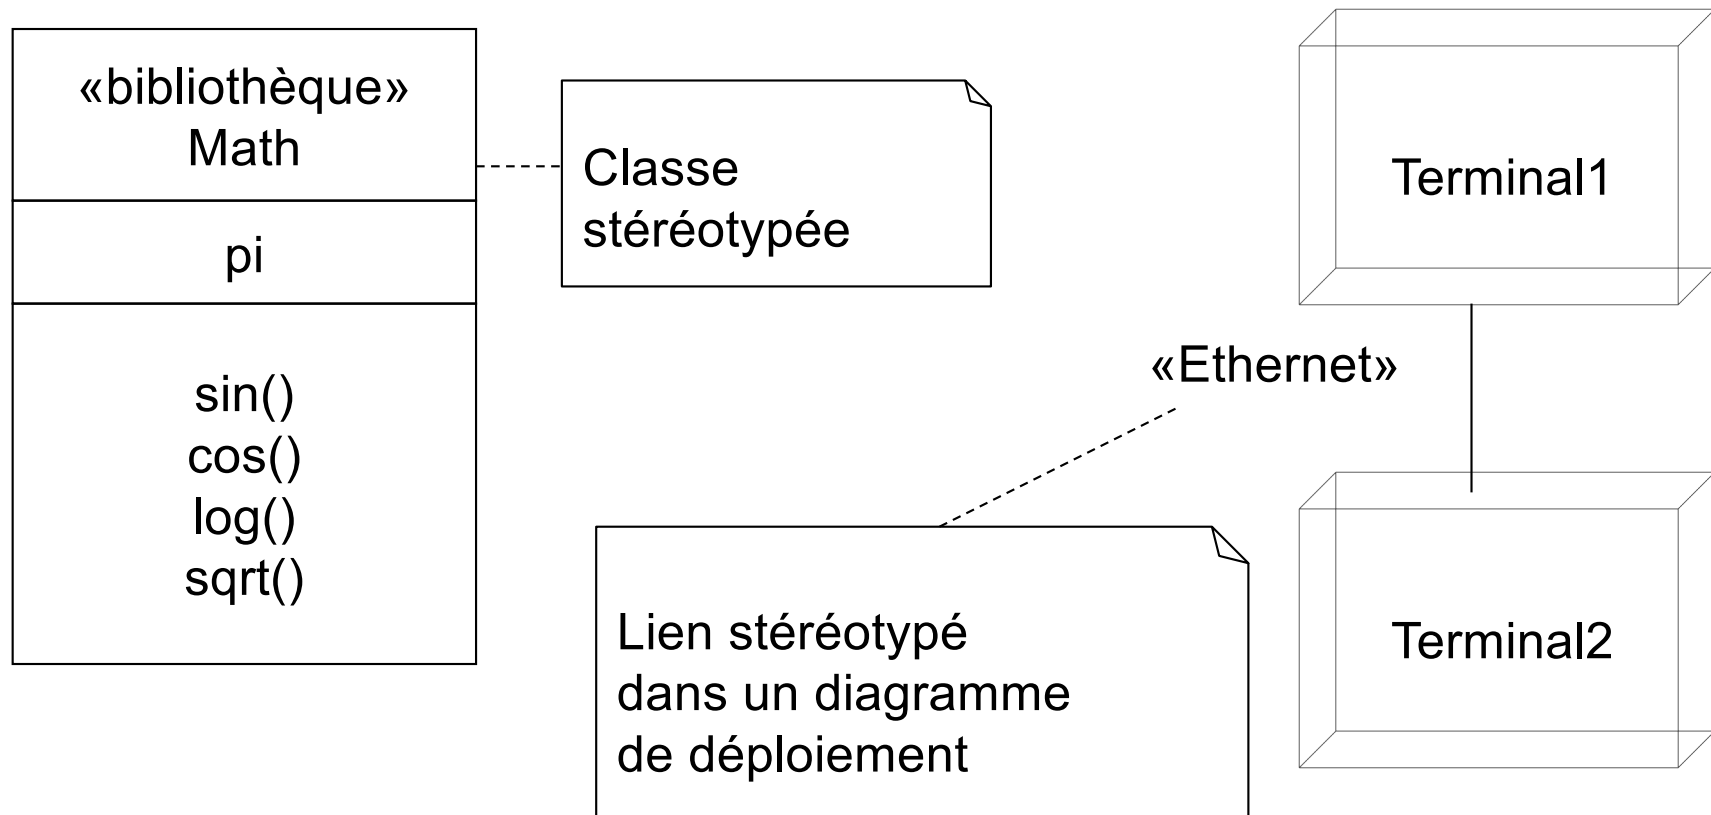 «bibliothèque»
Math
pi
sin()
cos()
log()
sqrt()
Classe
stéréotypée
Terminal1
«Ethernet»
Terminal2
Lien stéréotypé
dans un diagramme
de déploiement